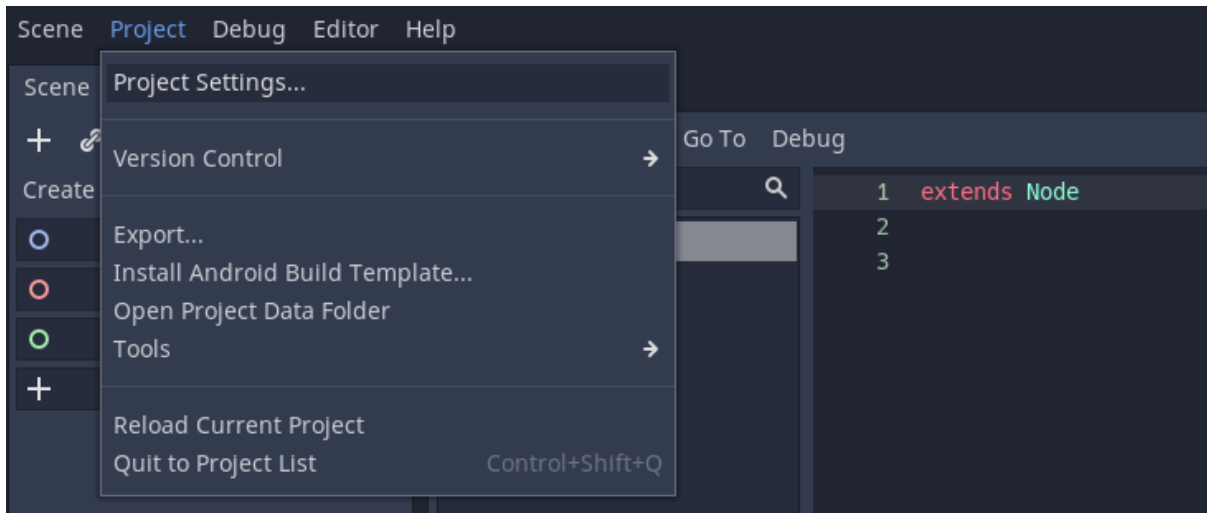 Scene Project Debug Editor Help
Scene
Project Settings...
Go To Debug
Version Control
Create
1 extends Node
2
3
Export...
Install Android Build Template...
Open Project Data Folder
Tools
Reload Current Project
Quit to Project List Control+Shift+Q